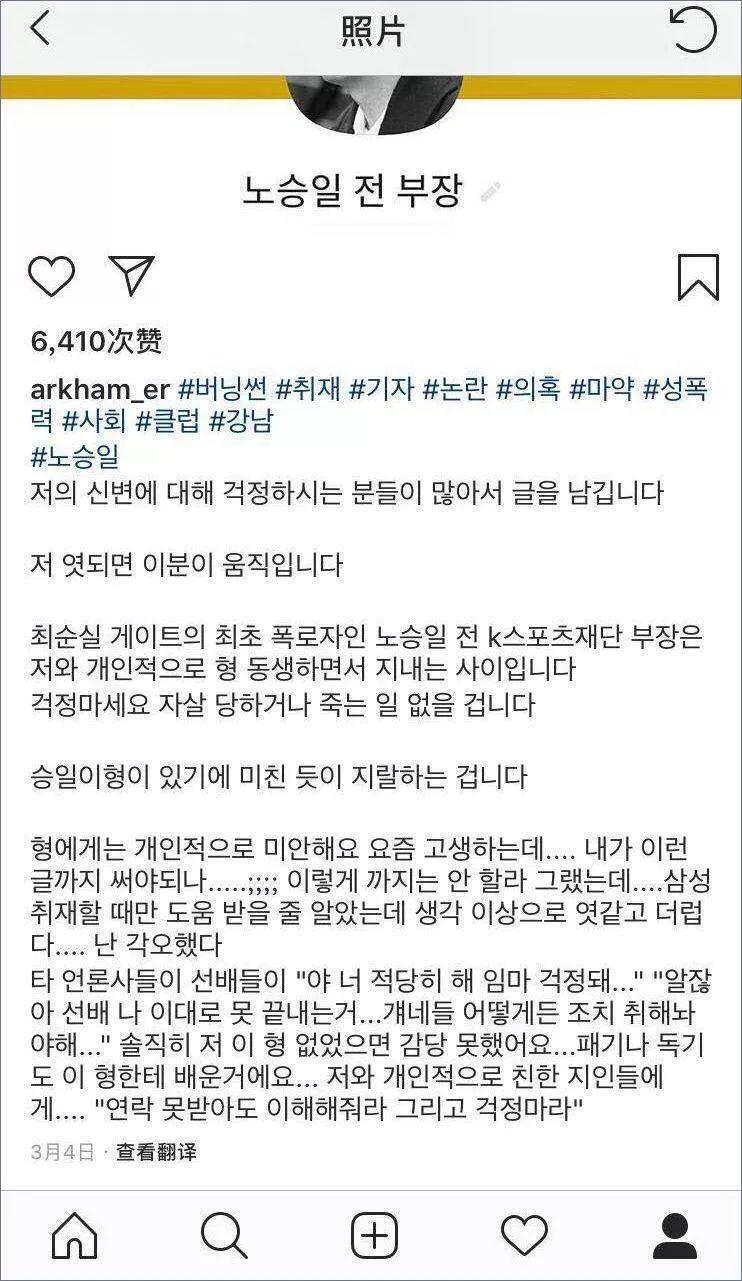 照片
노승일 전 부장
6,410次赞
arkham_er #버닝썬 #취재 #기자 #논란 #의혹 #마약 #성폭
력 #사회 #클럽 #강남
#노승일
저의 신변에 대해 걱정하시는 분들이 많아서 글을 남깁니다
저 엿되면 이분이 움직입니다
최순실 게이트의 최초 폭로자인 노승일 전 k스포츠재단 부장은
저와 개인적으로 형 동생하면서 지내는 사이입니다
걱정마세요 자살 당하거나 죽는 일 없을 겁니다
승일이형이 있기에 미친 듯이 지랄하는 겁니다
형에게는 개인적으로 미안해요 요즘 고생하는데.... 내가 이런
글까지 써야되나.....;;;; 이렇게 까지는 안 할라 그랬는데....삼성
취재할 때만 도움 받을 줄 알았는데 생각 이상으로 엿같고 더럽
다.... 난 각오했다
타 언론사들이 선배들이 "야 너 적당히 해 임마 걱정돼..." "알잖
아 선배 나 이대로 못 끝내는거...걔네들 어떻게든 조치 취해놔
야해..." 솔직히 저 이 형 없었으면 감당 못했어요...패기나 독기
도 이 형한테 배운거에요... 저와 개인적으로 친한 지인들에
게.... "연락 못받아도 이해해줘라 그리고 걱정마라"
3月4日 · 查看翻译